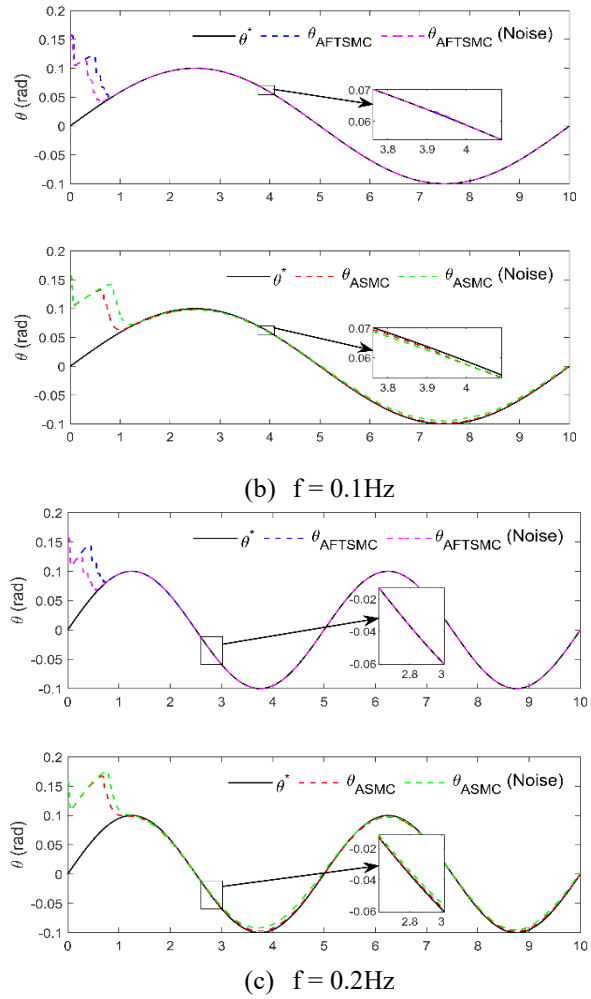 0.2
θ* θAFTSMC θAFTSMC (Noise)
0.15
0.1
0.05
0
-0.05
-0.1
θ (rad)
0.07
0.06
3.8 3.9 4
0 1 2 3 4 5 6 7 8 9 10
0.2
θ* θASMC θASMC (Noise)
0.15
0.1
0.05
0
-0.05
-0.1
θ (rad)
0.07
0.06
3.8 3.9 4
0 1 2 3 4 5 6 7 8 9 10
(b) f = 0.1Hz
0.2
θ* θAFTSMC θAFTSMC (Noise)
0.15
0.1
0.05
0
-0.05
-0.1
θ (rad)
-0.02
-0.04
-0.06
2.8 3
0 1 2 3 4 5 6 7 8 9 10
0.2
θ* θASMC θASMC (Noise)
0.15
0.1
0.05
0
-0.05
-0.1
θ (rad)
-0.02
-0.04
-0.06
2.8 3
0 1 2 3 4 5 6 7 8 9 10
(c) f = 0.2Hz